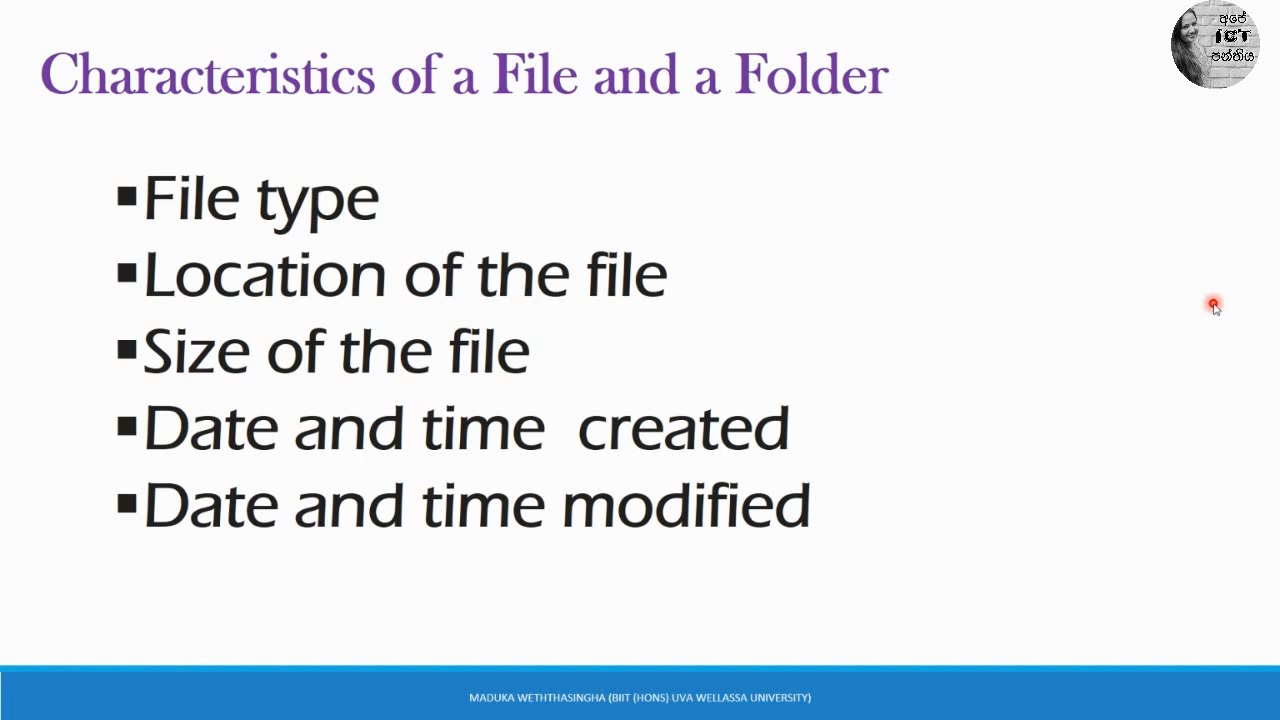 Characteristics of a File and a Folder
අපේ
ICT
පන්තිය
▪File type
▪Location of the file
▪Size of the file
▪Date and time  created
▪Date and time modified
MADUKA WETHTHASINGHA (BIIT (HONS) UVA WELLASSA UNIVERSITY)